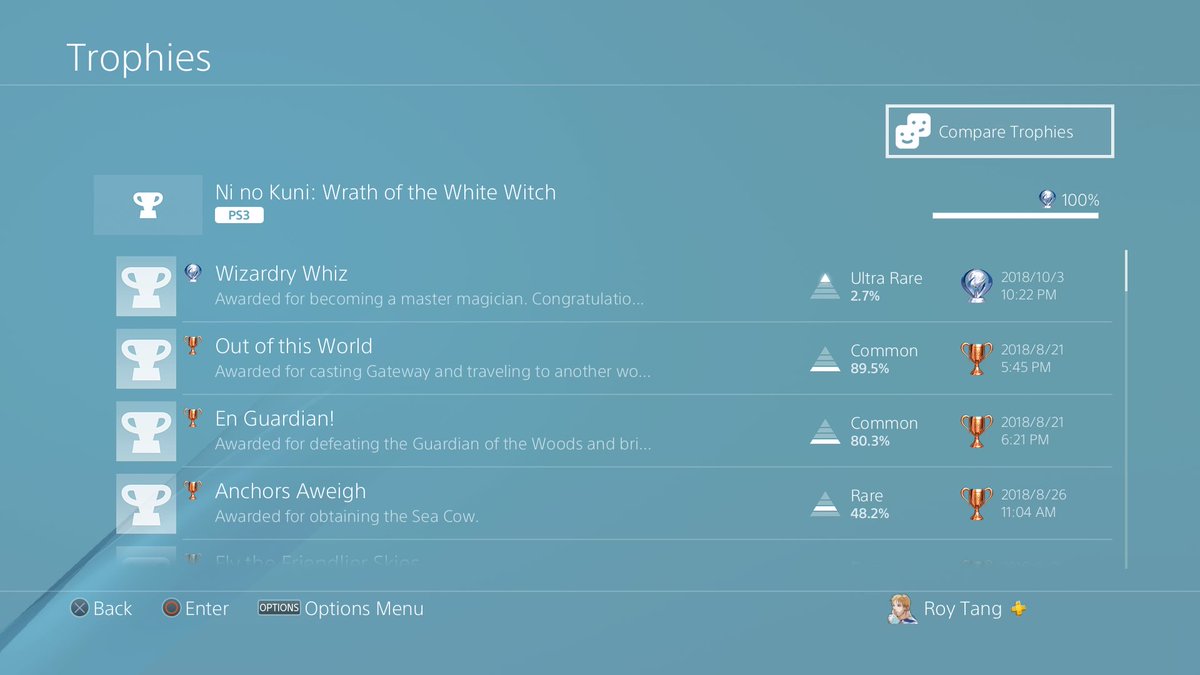 Trophies
Compare Trophies
Ni no Kuni: Wrath of the White Witch
PS3
100%
Wizardry Whiz
Awarded for becoming a master magician. Congratulatio...
Ultra Rare
2.7%
2018/10/3
10:22 PM
Out of this World
Awarded for casting Gateway and traveling to another wo...
Common
89.5%
2018/8/21
5:45 PM
En Guardian!
Awarded for defeating the Guardian of the Woods and bri...
Common
80.3%
2018/8/21
6:21 PM
Anchors Aweigh
Awarded for obtaining the Sea Cow.
Rare
48.2%
2018/8/26
11:04 AM
Fly the Friendlier Skies
Back
Enter
OPTIONS Options Menu
Roy Tang